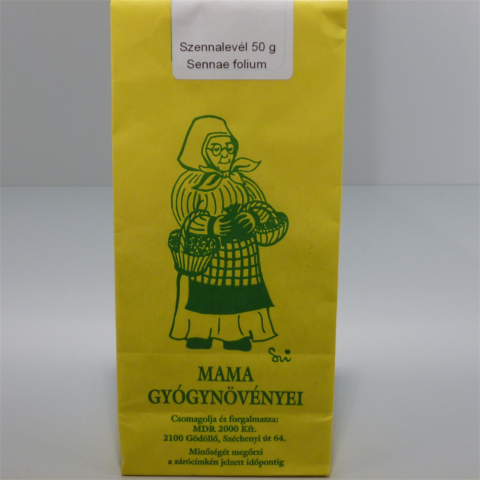 Szennalevél 50 g
Sennae folium
MAMA
GYÓGYNÖVÉNYEI
Csomagolja és forgalmazza:
MDR 2000 Kft.
2100 Gödöllő, Széchenyi út 64.
Minőségét megőrzi
a zárócímkén jelzett időpontig